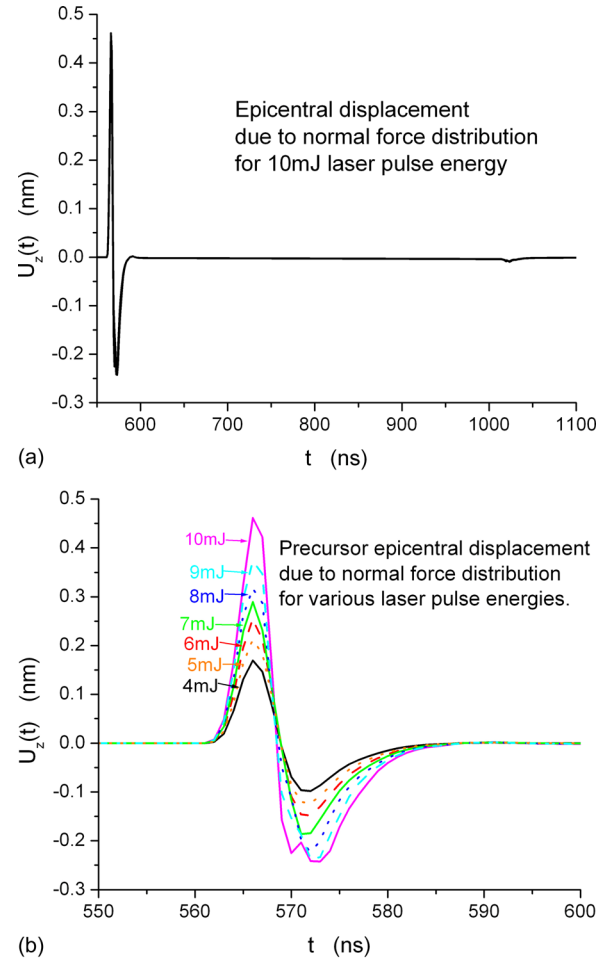 0.5
0.4
0.3
0.2
0.1
0.0
-0.1
-0.2
-0.3
U_z(t) (nm)
Epicentral displacement
due to normal force distribution
for 10mJ laser pulse energy
600 700 800 900 1000 1100
t (ns)
(a)
0.5
0.4
0.3
0.2
0.1
0.0
-0.1
-0.2
-0.3
U_z(t) (nm)
10mJ
9mJ
8mJ
7mJ
6mJ
5mJ
4mJ
Precursor epicentral displacement
due to normal force distribution
for various laser pulse energies.
550 560 570 580 590 600
t (ns)
(b)